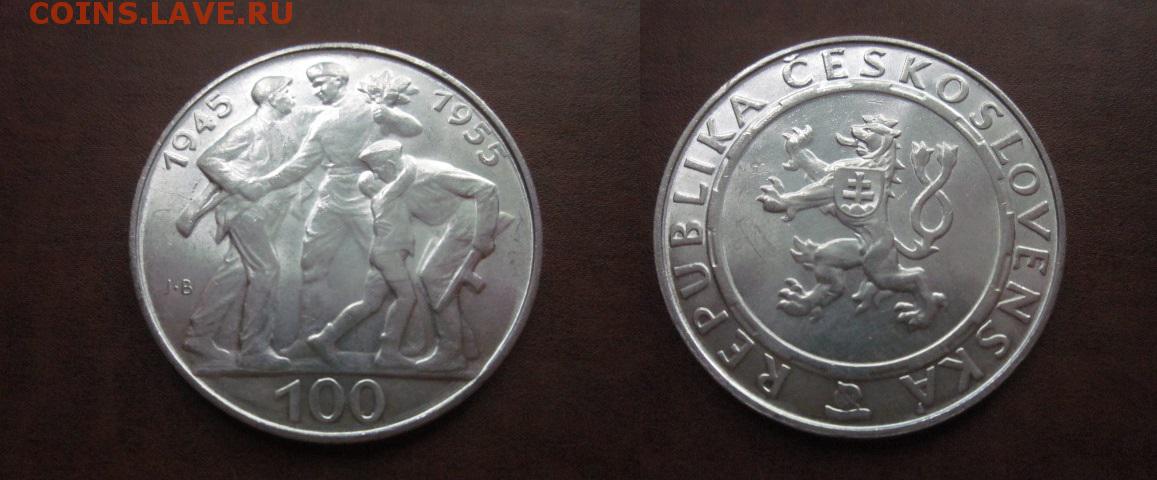 COINS.LAVE.RU
1945
1955
J•B
100
REPUBLIKA ČESKOSLOVENSKÁ